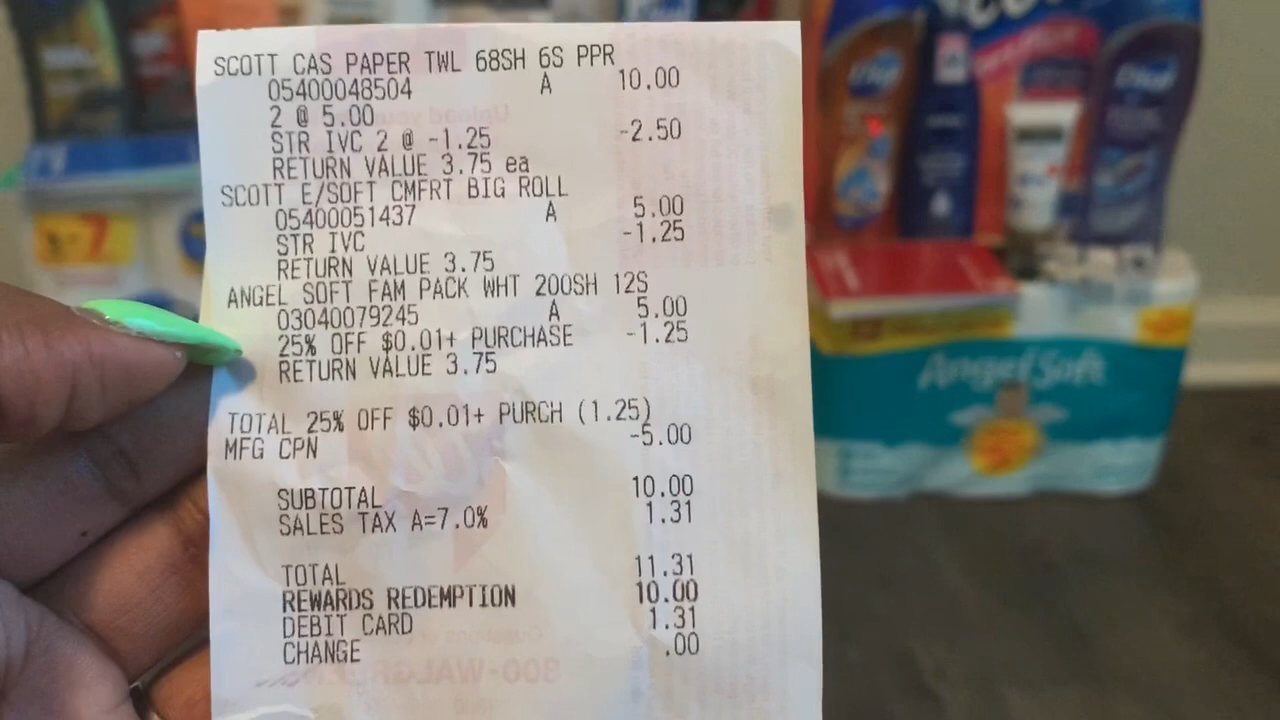 SCOTT CAS PAPER TWL 68SH 6S PPR
05400048504 A 10.00
2 @ 5.00
STR IVC 2 @ -1.25 -2.50
RETURN VALUE 3.75 ea
SCOTT E/SOFT CMFRT BIG ROLL
05400051437 A 5.00
STR IVC -1.25
RETURN VALUE 3.75
ANGEL SOFT FAM PACK WHT 200SH 12S
03040079245 A 5.00
25% OFF $0.01+ PURCHASE -1.25
RETURN VALUE 3.75
TOTAL 25% OFF $0.01+ PURCH (1.25)
MFG CPN -5.00
SUBTOTAL 10.00
SALES TAX A=7.0% 1.31
TOTAL 11.31
REWARDS REDEMPTION 10.00
DEBIT CARD 1.31
CHANGE .00
Dial
Dial
Angel Soft